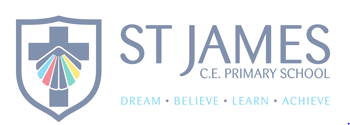 ST JAMES
C.E. PRIMARY SCHOOL
DREAM • BELIEVE • LEARN • ACHIEVE